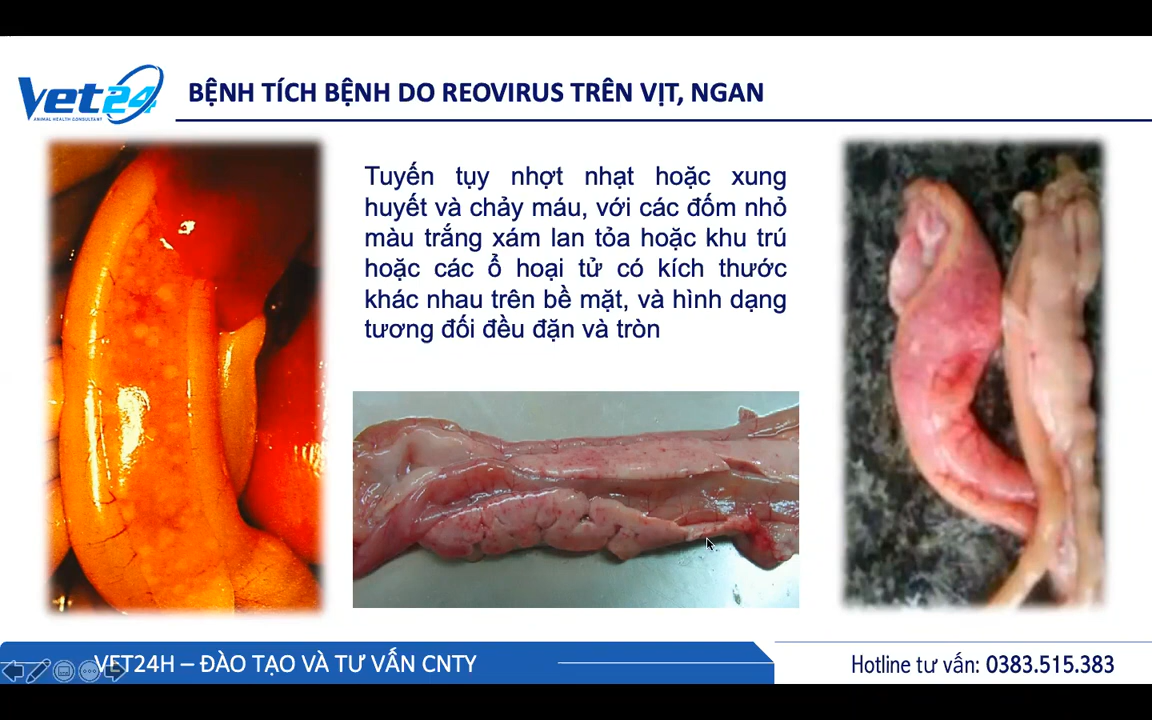 Vet24
ANIMAL HEALTH CONSULTANT
BỆNH TÍCH BỆNH DO REOVIRUS TRÊN VỊT, NGAN
Tuyến tụy nhợt nhạt hoặc xung
huyết và chảy máu, với các đốm nhỏ
màu trắng xám lan tỏa hoặc khu trú
hoặc các ổ hoại tử có kích thước
khác nhau trên bề mặt, và hình dạng
tương đối đều đặn và tròn
VET24H – ĐÀO TẠO VÀ TƯ VẤN CNTY
Hotline tư vấn: 0383.515.383